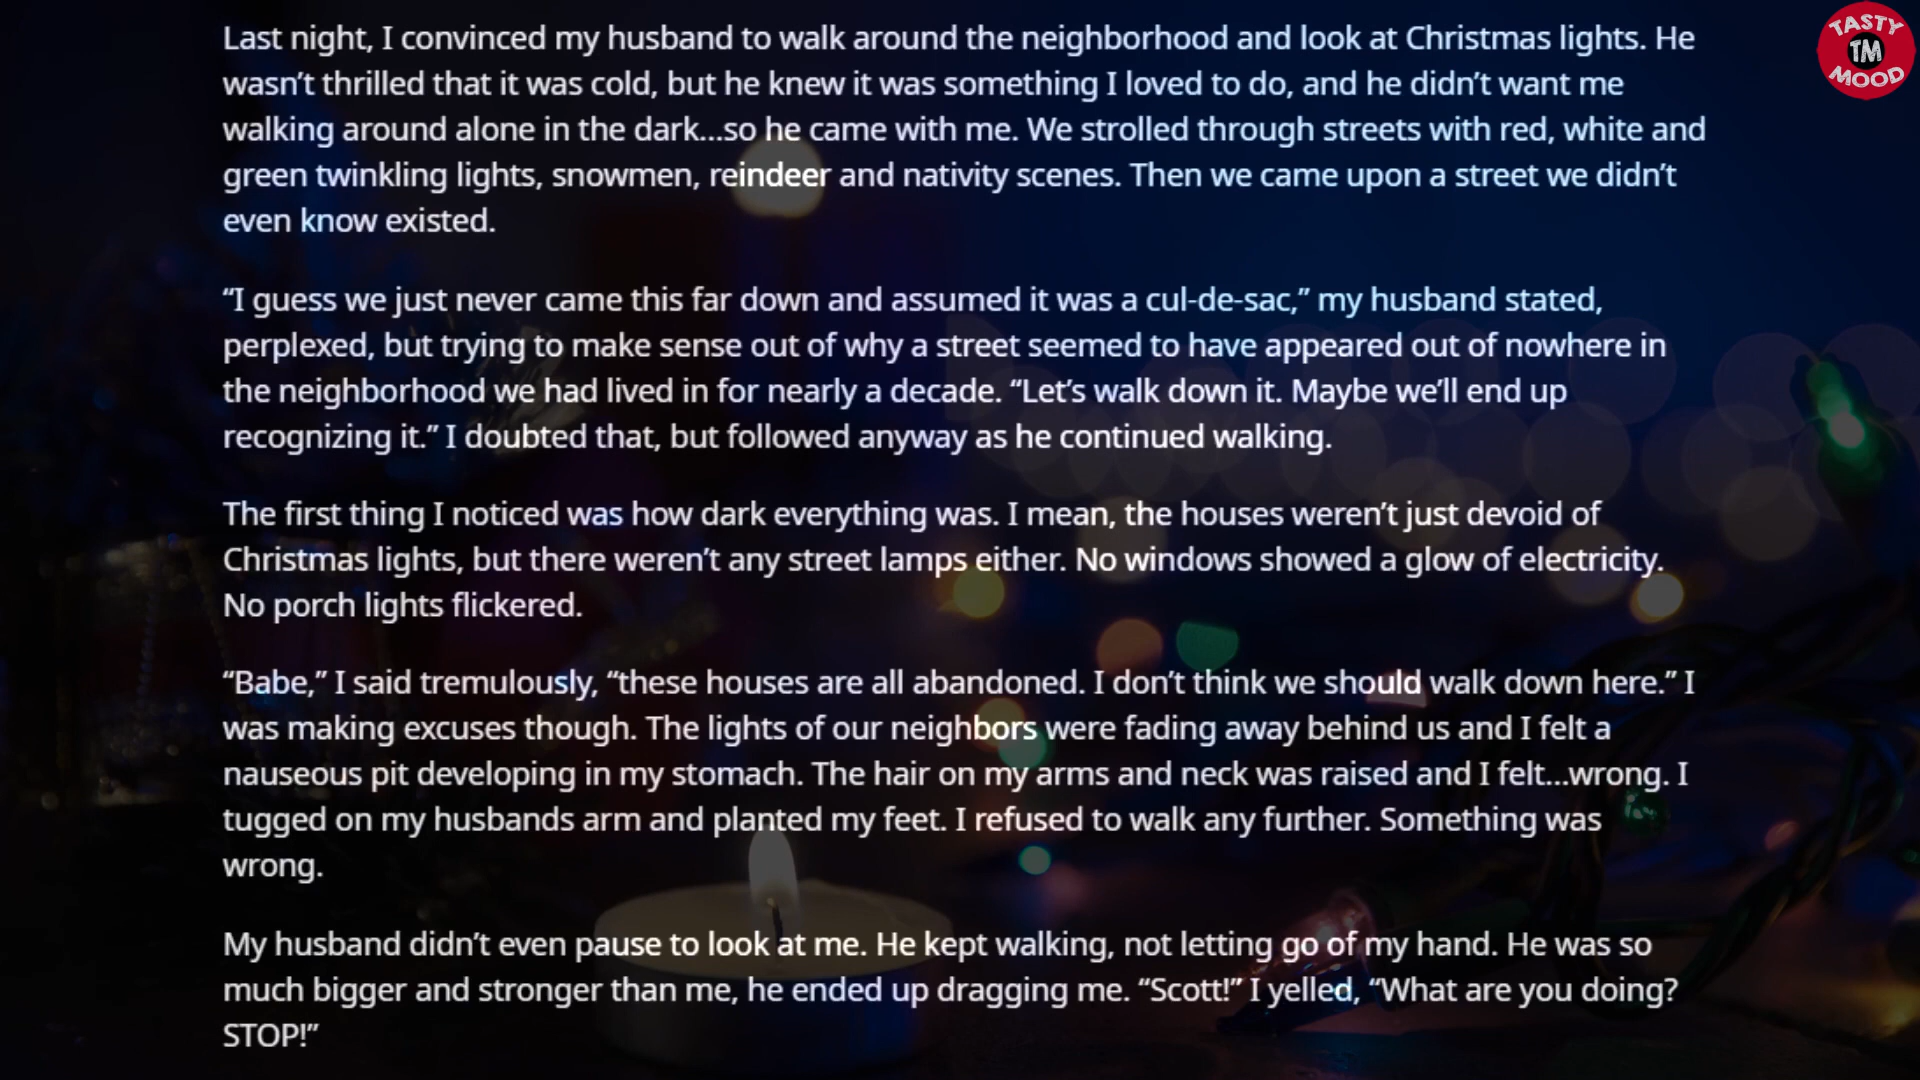 Last night, I convinced my husband to walk around the neighborhood and look at Christmas lights. He
wasn’t thrilled that it was cold, but he knew it was something I loved to do, and he didn’t want me
walking around alone in the dark...so he came with me. We strolled through streets with red, white and
green twinkling lights, snowmen, reindeer and nativity scenes. Then we came upon a street we didn’t
even know existed.
“I guess we just never came this far down and assumed it was a cul-de-sac,” my husband stated,
perplexed, but trying to make sense out of why a street seemed to have appeared out of nowhere in
the neighborhood we had lived in for nearly a decade. “Let’s walk down it. Maybe we’ll end up
recognizing it.” I doubted that, but followed anyway as he continued walking.
The first thing I noticed was how dark everything was. I mean, the houses weren’t just devoid of
Christmas lights, but there weren’t any street lamps either. No windows showed a glow of electricity.
No porch lights flickered.
“Babe,” I said tremulously, “these houses are all abandoned. I don’t think we should walk down here.” I
was making excuses though. The lights of our neighbors were fading away behind us and I felt a
nauseous pit developing in my stomach. The hair on my arms and neck was raised and I felt...wrong. I
tugged on my husbands arm and planted my feet. I refused to walk any further. Something was
wrong.
My husband didn’t even pause to look at me. He kept walking, not letting go of my hand. He was so
much bigger and stronger than me, he ended up dragging me. “Scott!” I yelled, “What are you doing?
STOP!”
TASTY
TM
MOOD